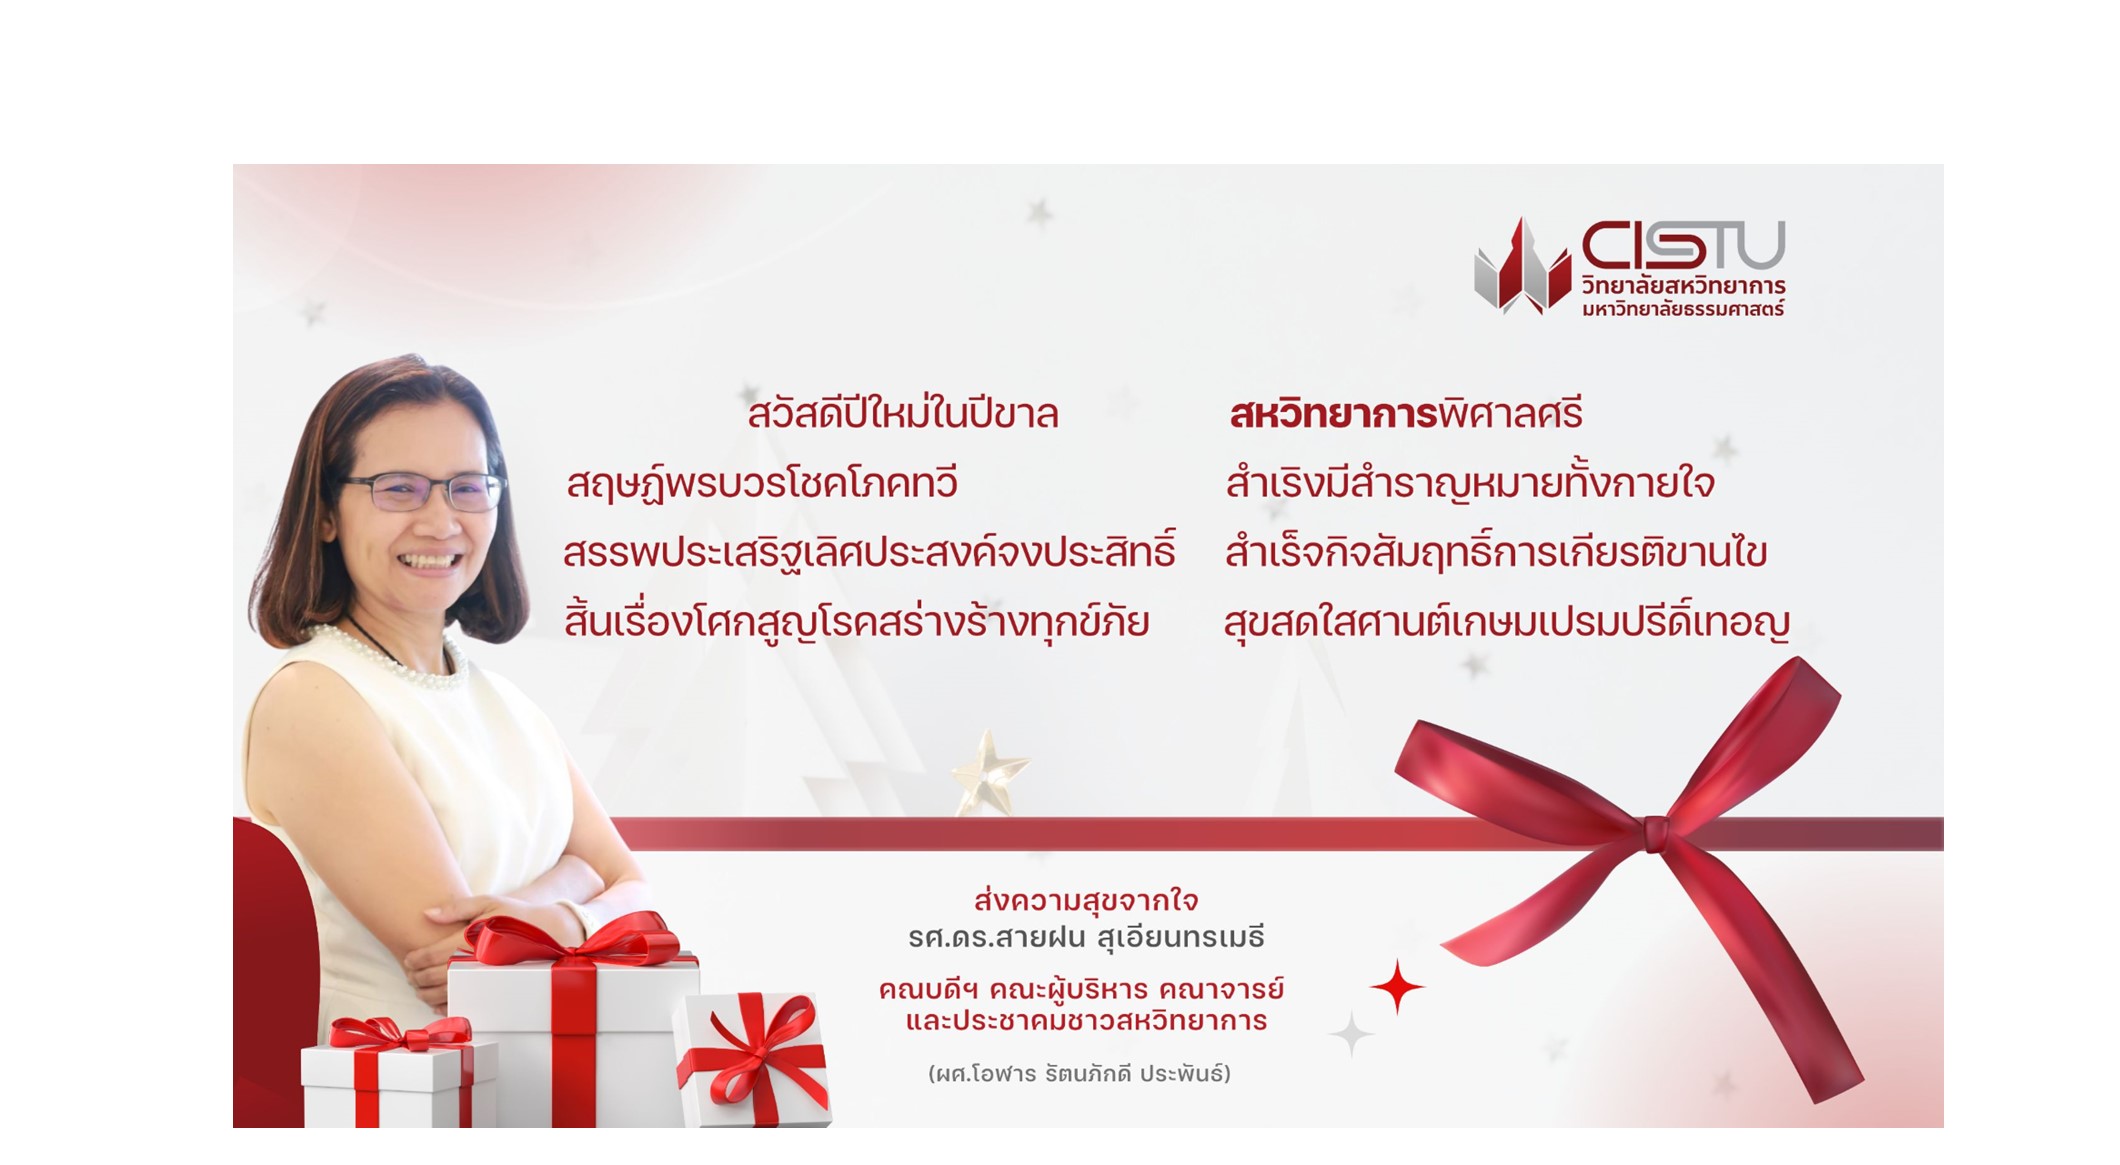 CISTU
วิทยาลัยสหวิทยาการ
มหาวิทยาลัยธรรมศาสตร์
สวัสดีปีใหม่ในปีขาล สหวิทยาการพิศาลศรี
สฤษฏ์พรบวรโชคโภคทวี สำเริงมีสำราญหมายทั้งกายใจ
สรรพประเสริฐเลิศประสงค์จงประสิทธิ์ สำเร็จกิจสัมฤทธิ์การเกียรติขานไข
สิ้นเรื่องโศกสูญโรคสร่างร้างทุกข์ภัย สุขสดใสศานต์เกษมเปรมปรีดิ์เทอญ
ส่งความสุขจากใจ
รศ.ดร.สายฝน สุเอียนทรเมธี
คณบดีฯ คณะผู้บริหาร คณาจารย์
และประชาคมชาวสหวิทยาการ
(ผศ.โอฬาร รัตนภักดี ประพันธ์)